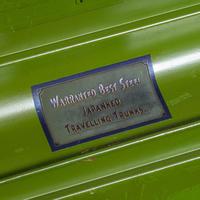 Warranted Best Steel
Japanned
Travelling Trunks